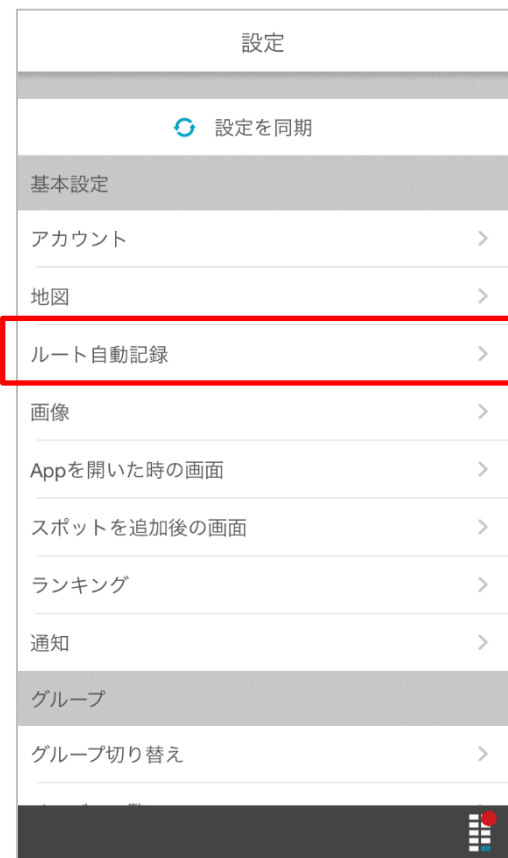 設定
設定を同期
基本設定
アカウント
地図
ルート自動記録
画像
Appを開いた時の画面
スポットを追加後の画面
ランキング
通知
グループ
グループ切り替え